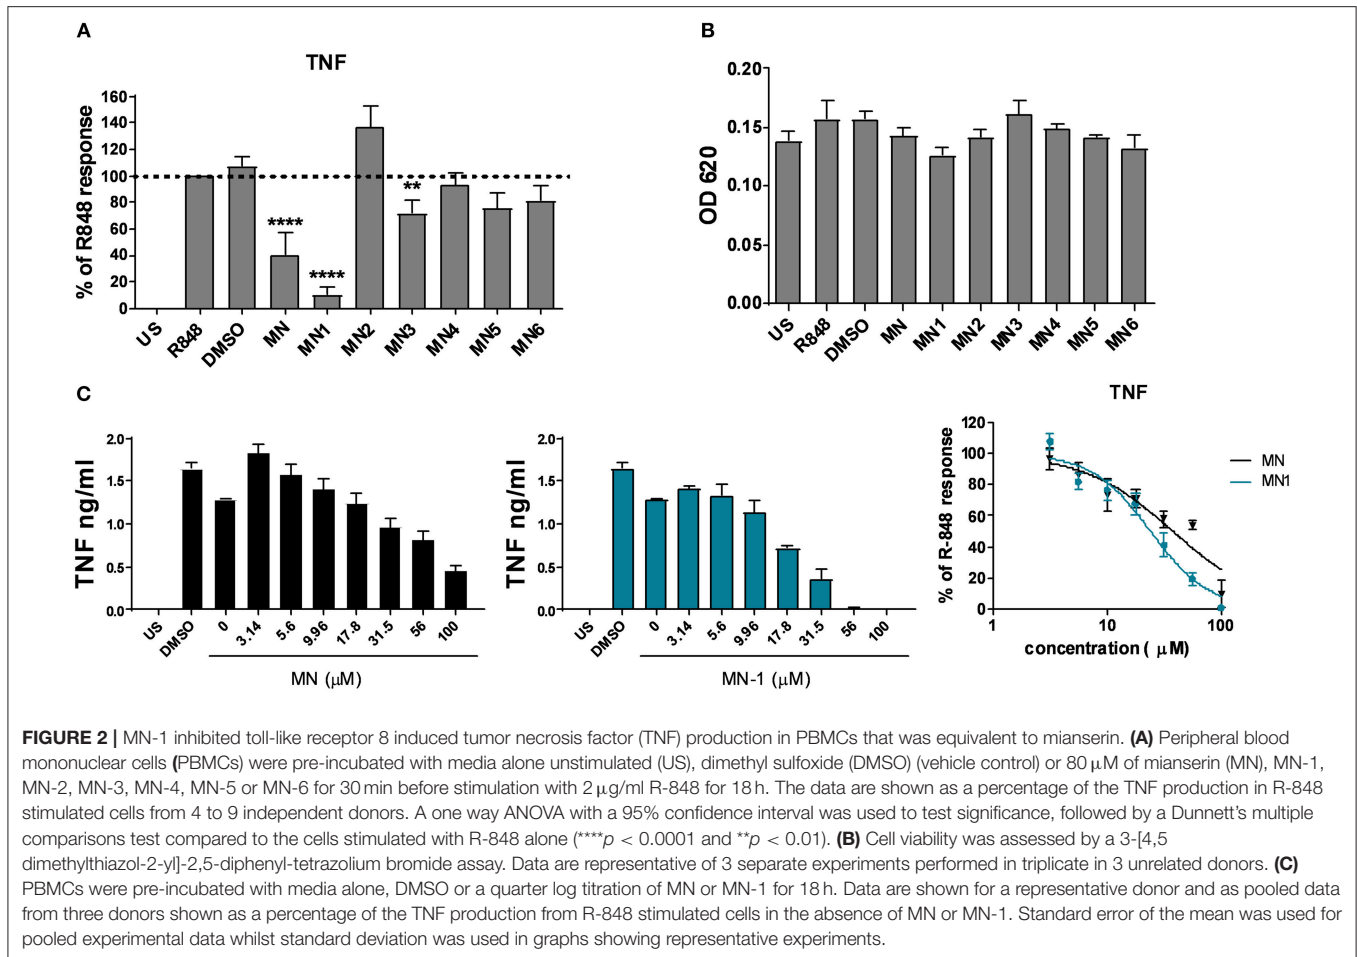 A
TNF
% of R848 response
160
140
120
100
80
60
40
20
0
****
****
**
US
R848
DMSO
MN
MN1
MN2
MN3
MN4
MN5
MN6
B
OD 620
0.20
0.15
0.10
0.05
0.00
US
R848
DMSO
MN
MN1
MN2
MN3
MN4
MN5
MN6
C
TNF ng/ml
2.0
1.5
1.0
0.5
0.0
US
DMSO
0
3.14
5.6
9.96
17.8
31.5
56
100
MN (μM)
TNF ng/ml
2.0
1.5
1.0
0.5
0.0
US
DMSO
0
3.14
5.6
9.96
17.8
31.5
56
100
MN-1 (μM)
TNF
% of R-848 response
120
100
80
60
40
20
0
1
10
100
concentration ( μM)
MN
MN1
FIGURE 2 | MN-1 inhibited toll-like receptor 8 induced tumor necrosis factor (TNF) production in PBMCs that was equivalent to mianserin. (A) Peripheral blood
mononuclear cells (PBMCs) were pre-incubated with media alone unstimulated (US), dimethyl sulfoxide (DMSO) (vehicle control) or 80 μM of mianserin (MN), MN-1,
MN-2, MN-3, MN-4, MN-5 or MN-6 for 30 min before stimulation with 2 μg/ml R-848 for 18 h. The data are shown as a percentage of the TNF production in R-848
stimulated cells from 4 to 9 independent donors. A one way ANOVA with a 95% confidence interval was used to test significance, followed by a Dunnett's multiple
comparisons test compared to the cells stimulated with R-848 alone (****p < 0.0001 and **p < 0.01). (B) Cell viability was assessed by a 3-[4,5
dimethylthiazol-2-yl]-2,5-diphenyl-tetrazolium bromide assay. Data are representative of 3 separate experiments performed in triplicate in 3 unrelated donors. (C)
PBMCs were pre-incubated with media alone, DMSO or a quarter log titration of MN or MN-1 for 18 h. Data are shown for a representative donor and as pooled data
from three donors shown as a percentage of the TNF production from R-848 stimulated cells in the absence of MN or MN-1. Standard error of the mean was used for
pooled experimental data whilst standard deviation was used in graphs showing representative experiments.